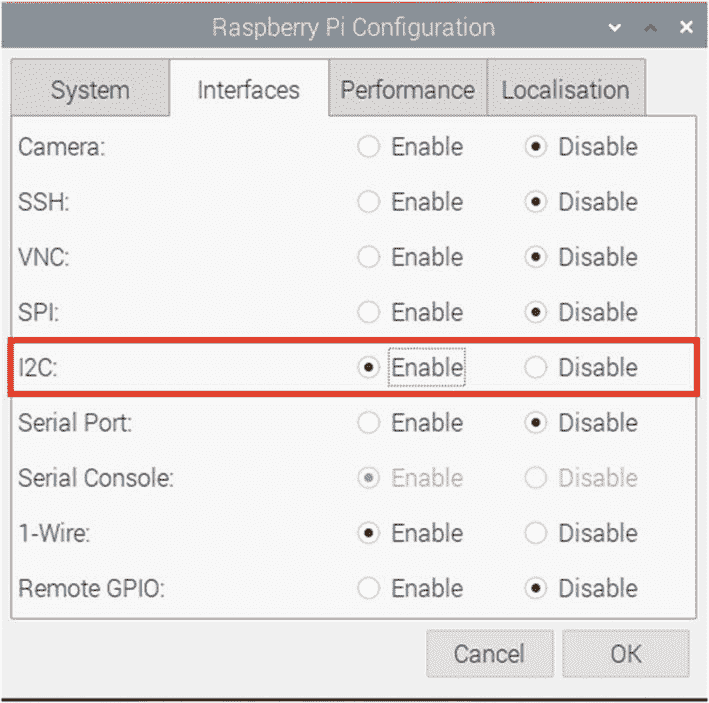 Raspberry Pi Configuration
System Interfaces Performance Localisation
Camera: Enable Disable
SSH: Enable Disable
VNC: Enable Disable
SPI: Enable Disable
I2C: Enable Disable
Serial Port: Enable Disable
Serial Console: Enable Disable
1-Wire: Enable Disable
Remote GPIO: Enable Disable
Cancel OK